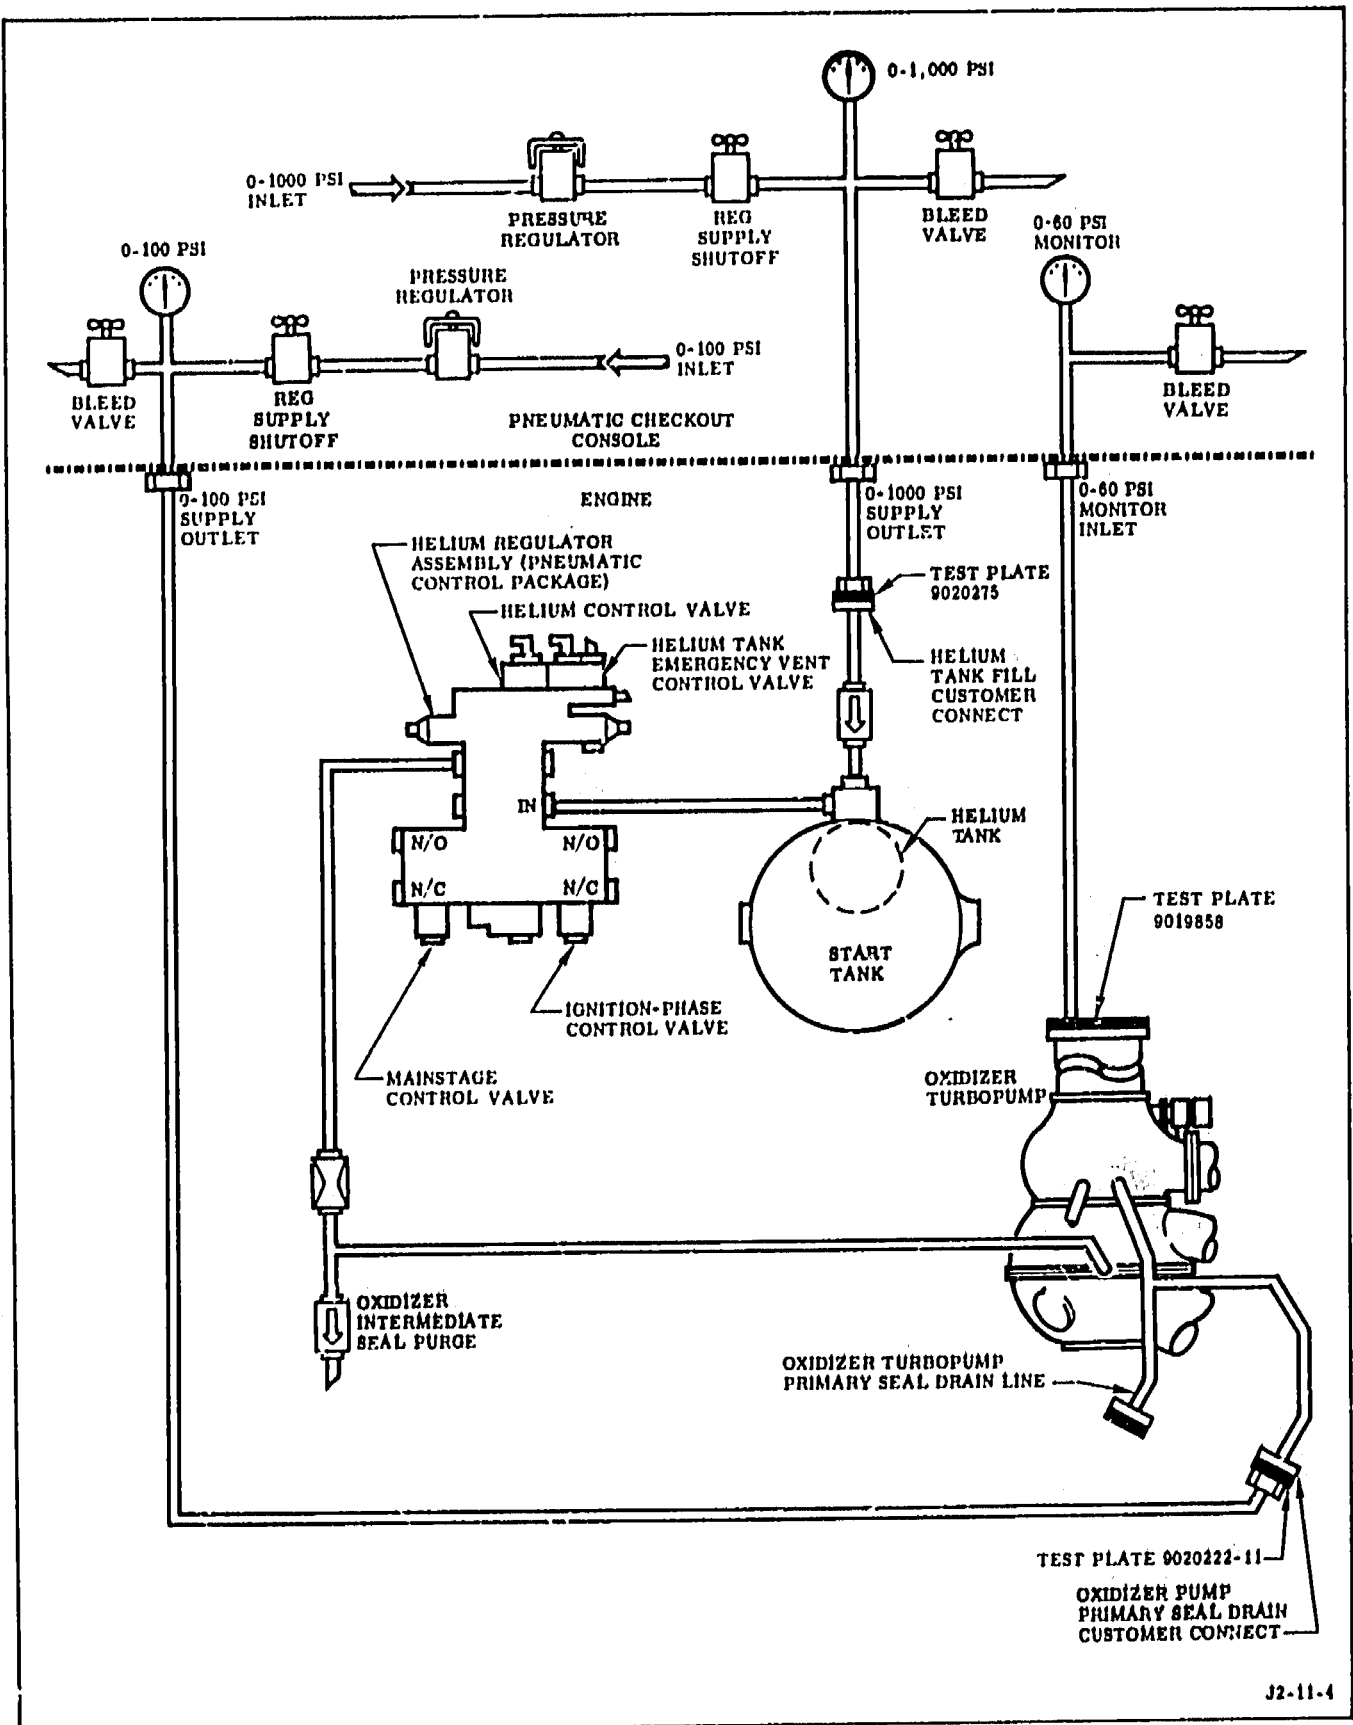 0-1,000 PSI
0-1000 PSI
INLET
PRESSURE
REGULATOR
REG
SUPPLY
SHUTOFF
BLEED
VALVE
0-60 PSI
MONITOR
0-100 PSI
PRESSURE
REGULATOR
0-100 PSI
INLET
BLEED
VALVE
REG
SUPPLY
SHUTOFF
BLEED
VALVE
PNEUMATIC CHECKOUT
CONSOLE
0-100 PSI
SUPPLY
OUTLET
ENGINE
0-1000 PSI
SUPPLY
OUTLET
0-60 PSI
MONITOR
INLET
HELIUM REGULATOR
ASSEMBLY (PNEUMATIC
CONTROL PACKAGE)
HELIUM CONTROL VALVE
HELIUM TANK
EMERGENCY VENT
CONTROL VALVE
TEST PLATE
9020275
HELIUM
TANK FILL
CUSTOMER
CONNECT
IN
N/O
N/O
N/C
N/C
HELIUM
TANK
START
TANK
TEST PLATE
9019858
IGNITION-PHASE
CONTROL VALVE
MAINSTAGE
CONTROL VALVE
OXIDIZER
TURBOPUMP
OXIDIZER
INTERMEDIATE
SEAL PURGE
OXIDIZER TURBOPUMP
PRIMARY SEAL DRAIN LINE
TEST PLATE 9020222-11
OXIDIZER PUMP
PRIMARY SEAL DRAIN
CUSTOMER CONNECT
J2-11-4